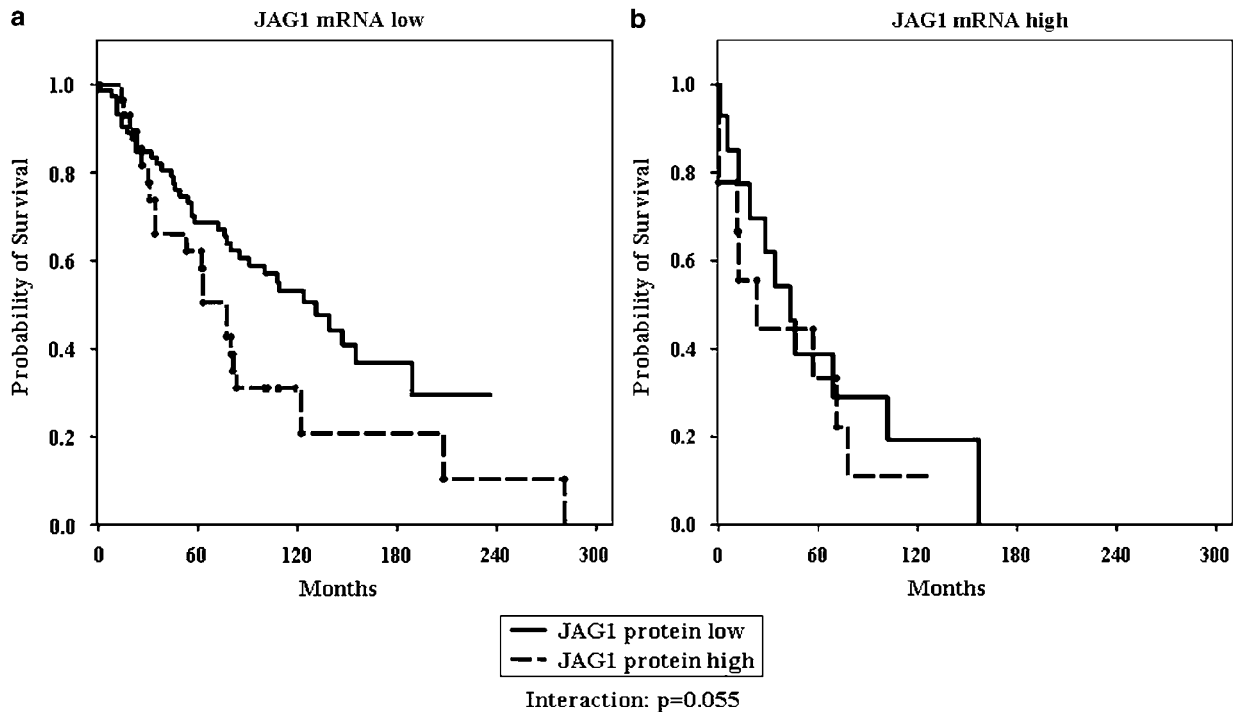 a
JAG1 mRNA low
Probability of Survival
1.0
0.8
0.6
0.4
0.2
0.0
0 60 120 180 240 300
Months
b
JAG1 mRNA high
Probability of Survival
1.0
0.8
0.6
0.4
0.2
0.0
0 60 120 180 240 300
Months
JAG1 protein low
JAG1 protein high
Interaction: p=0.055